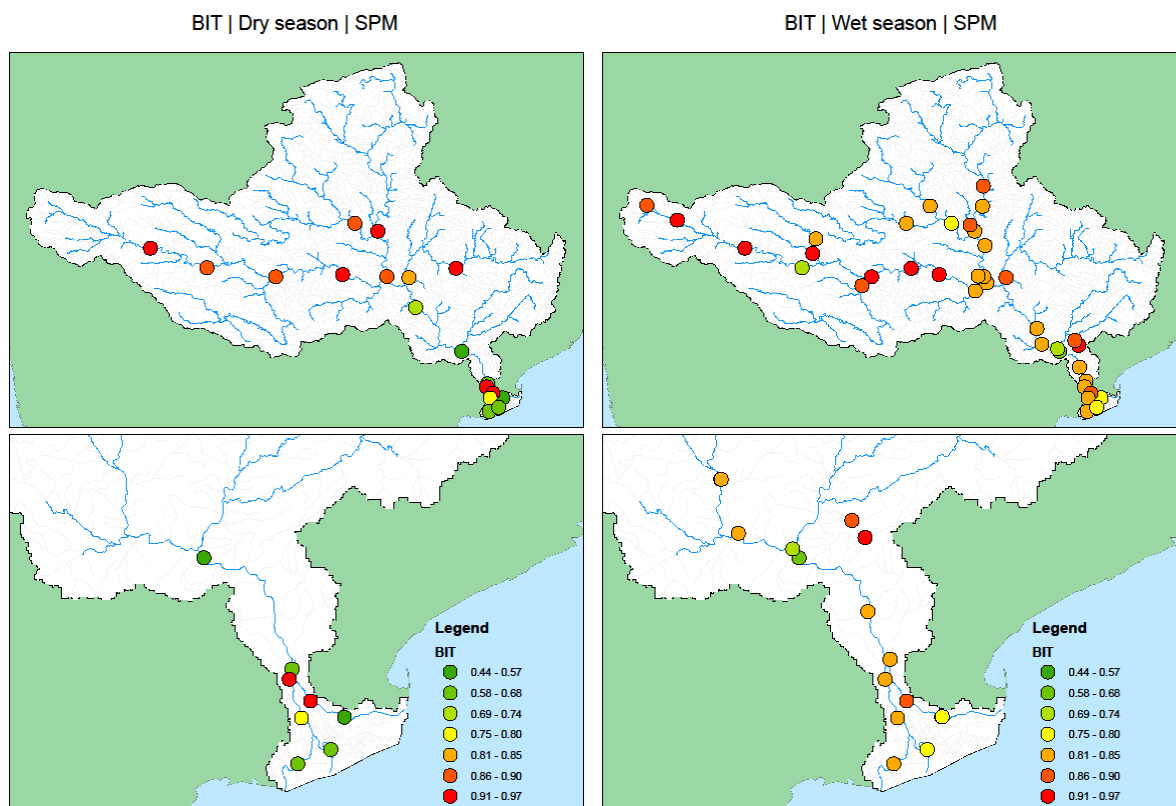 BIT | Dry season | SPM
BIT | Wet season | SPM
Legend
BIT
0.44 - 0.57
0.58 - 0.68
0.69 - 0.74
0.75 - 0.80
0.81 - 0.85
0.86 - 0.90
0.91 - 0.97
Legend
BIT
0.44 - 0.57
0.58 - 0.68
0.69 - 0.74
0.75 - 0.80
0.81 - 0.85
0.86 - 0.90
0.91 - 0.97